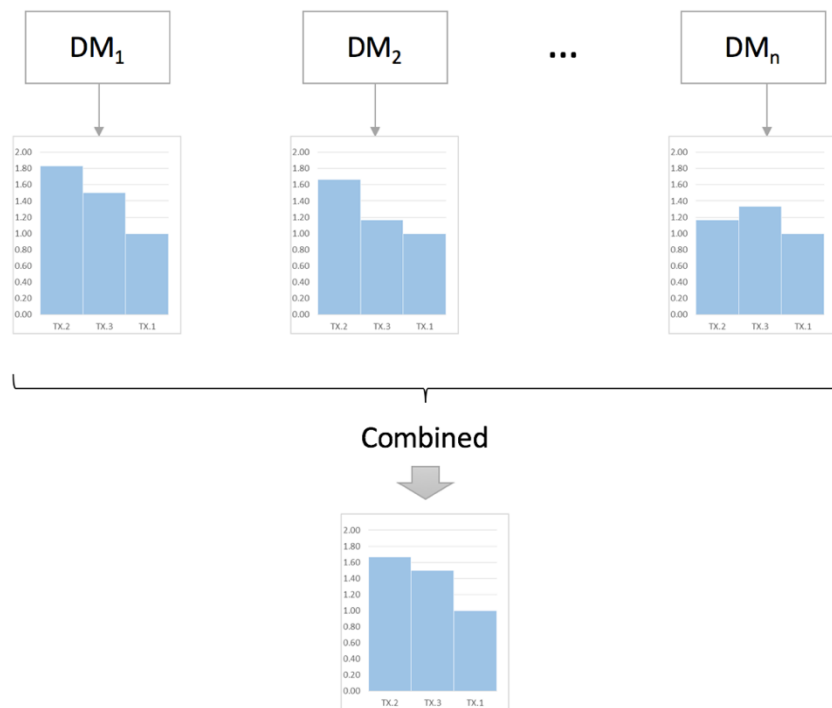 DM₁ DM₂ ... DMₙ
2.00 2.00 2.00
1.80 1.80 1.80
1.60 1.60 1.60
1.40 1.40 1.40
1.20 1.20 1.20
1.00 1.00 1.00
0.80 0.80 0.80
0.60 0.60 0.60
0.40 0.40 0.40
0.20 0.20 0.20
0.00 0.00 0.00
TX.2 TX.3 TX.1 TX.2 TX.3 TX.1 TX.2 TX.3 TX.1
Combined
2.00
1.80
1.60
1.40
1.20
1.00
0.80
0.60
0.40
0.20
0.00
TX.2 TX.3 TX.1